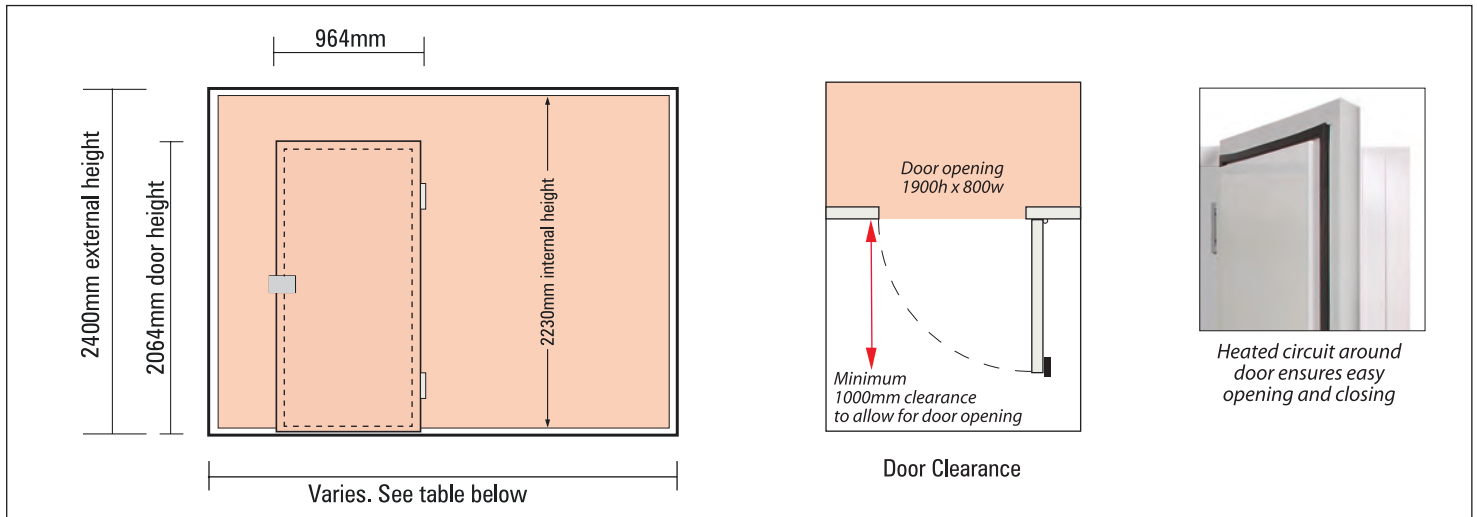 964mm
2400mm external height
2064mm door height
2230mm internal height
Varies. See table below
Door opening
1900h x 800w
Minimum
1000mm clearance
to allow for door opening
Door Clearance
Heated circuit around
door ensures easy
opening and closing